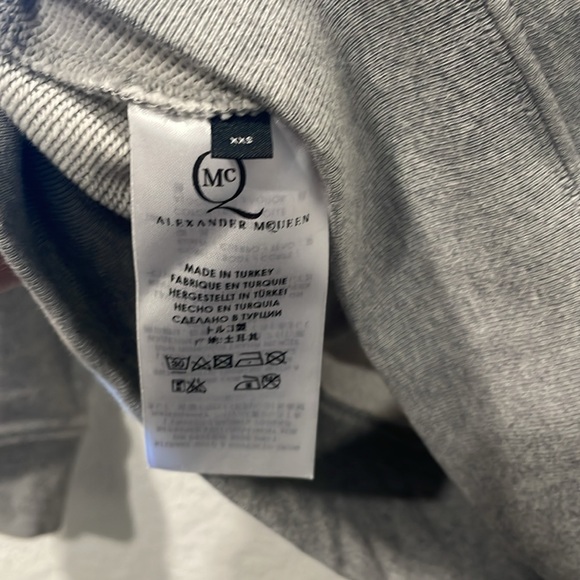 XXS
McQ
ALEXANDER MCQUEEN
MADE IN TURKEY
FABRIQUE EN TURQUIE
HERGESTELLT IN TÜRKEI
HECHO EN TURQUIA
СДЕЛАНО В ТУРЦИИ
トルコ製
产地:土耳其
30